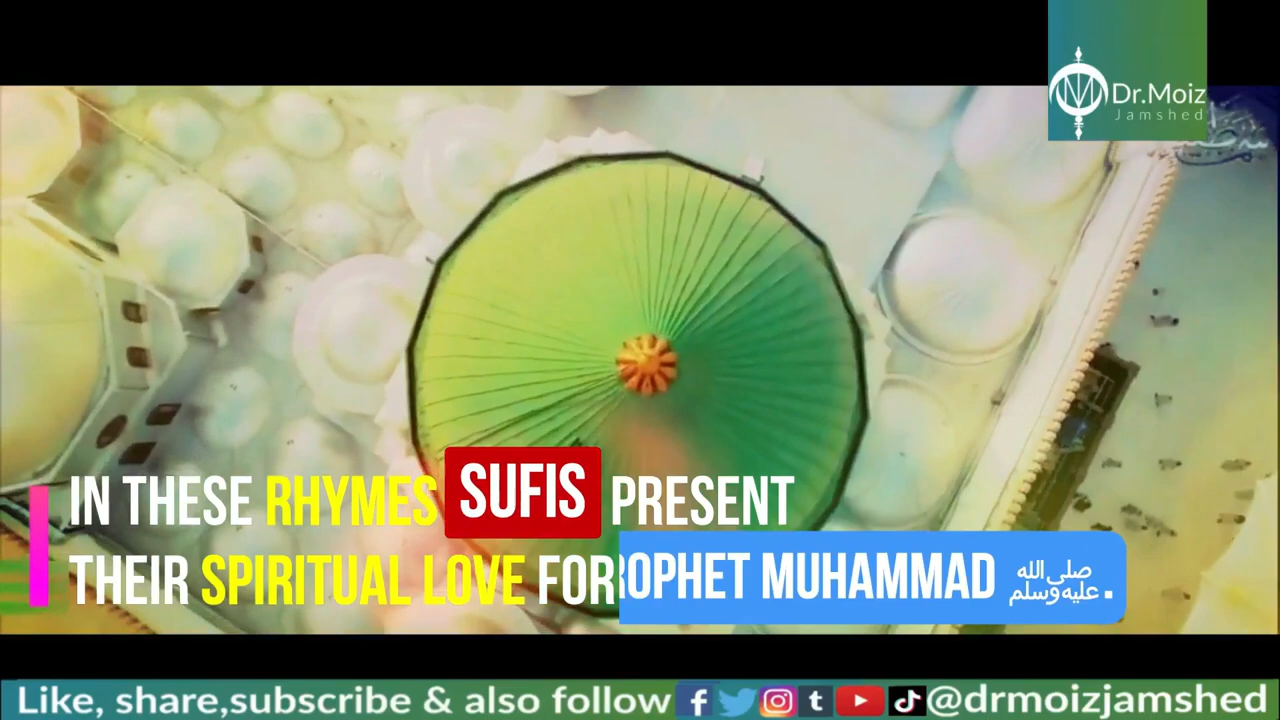 Dr.Moiz
Jamshed
IN THESE RHYMES SUFIS PRESENT
THEIR SPIRITUAL LOVE FOR ROPHET MUHAMMAD صلى الله عليه وسلم.
Like, share,subscribe & also follow @drmoizjamshed